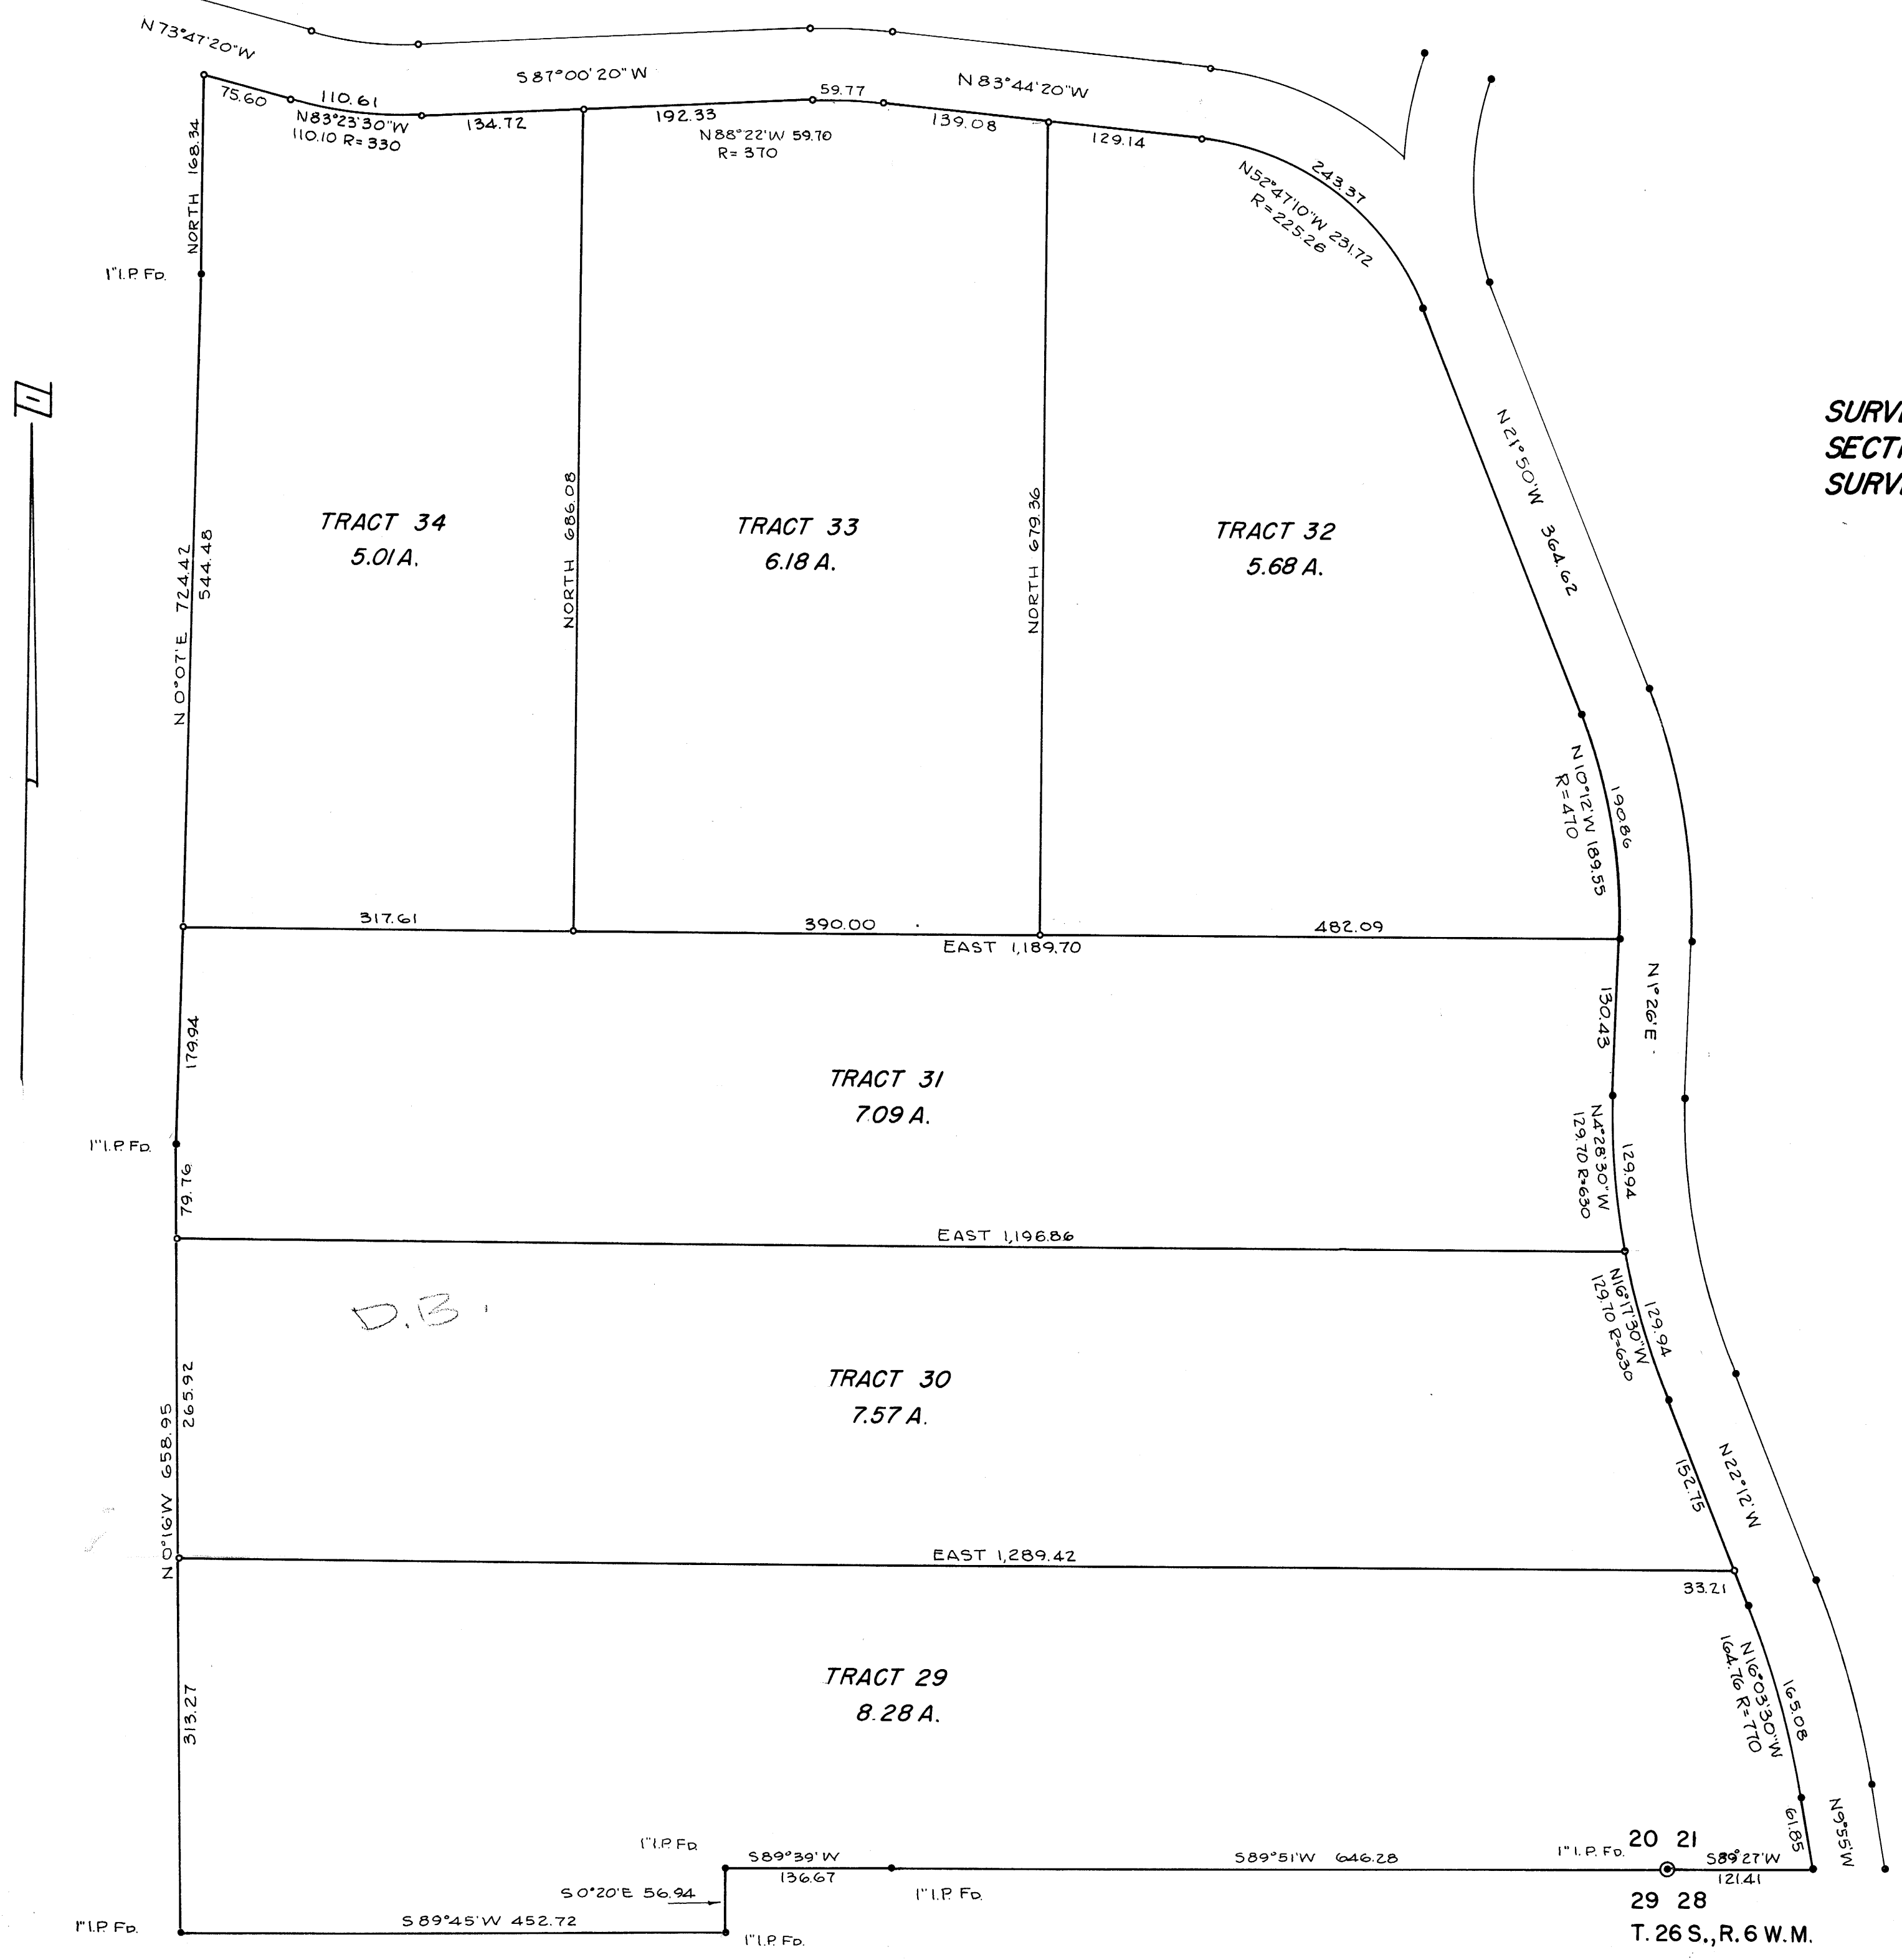 N 73°47'20"W
S 87°00'20"W
N 83°44'20"W
75.60
110.61
N83°23'30"W
110.10 R=330
134.72
192.33
59.77
N88°22'W 59.70
R=370
139.08
129.14
243.37
N52°47'10"W 231.72
R=225.26
NORTH 168.34
1" I.P. FD.
N 21°50'W 364.62
N 0°07'E 724.42
544.48
TRACT 34
5.01 A.
NORTH 686.08
TRACT 33
6.18 A.
NORTH 679.36
TRACT 32
5.68 A.
190.86
N 10°12'W 189.55
R=470
317.61
390.00
482.09
EAST 1,189.70
179.94
TRACT 31
7.09 A.
130.43
N 1°26'E
1" I.P. FD.
79.76
N4°28'30"W
129.70 R=630
129.94
EAST 1,196.86
D.B.
N16°17'30"W
129.70 R=630
129.94
N 0°16'W 658.95
265.92
TRACT 30
7.57 A.
152.75
N22°12'W
EAST 1,289.42
33.21
313.27
TRACT 29
8.28 A.
165.08
N16°03'30"W
164.76 R=770
61.85
N9°55'W
1" I.P. FD.
S89°39'W
136.67
1" I.P. FD.
S89°51'W 646.28
1" I.P. FD.
20 21
S89°27'W
121.41
29 28
T. 26 S., R. 6 W.M.
S 0°20'E 56.94
1" I.P. FD.
S 89°45'W 452.72
1" I.P. FD.